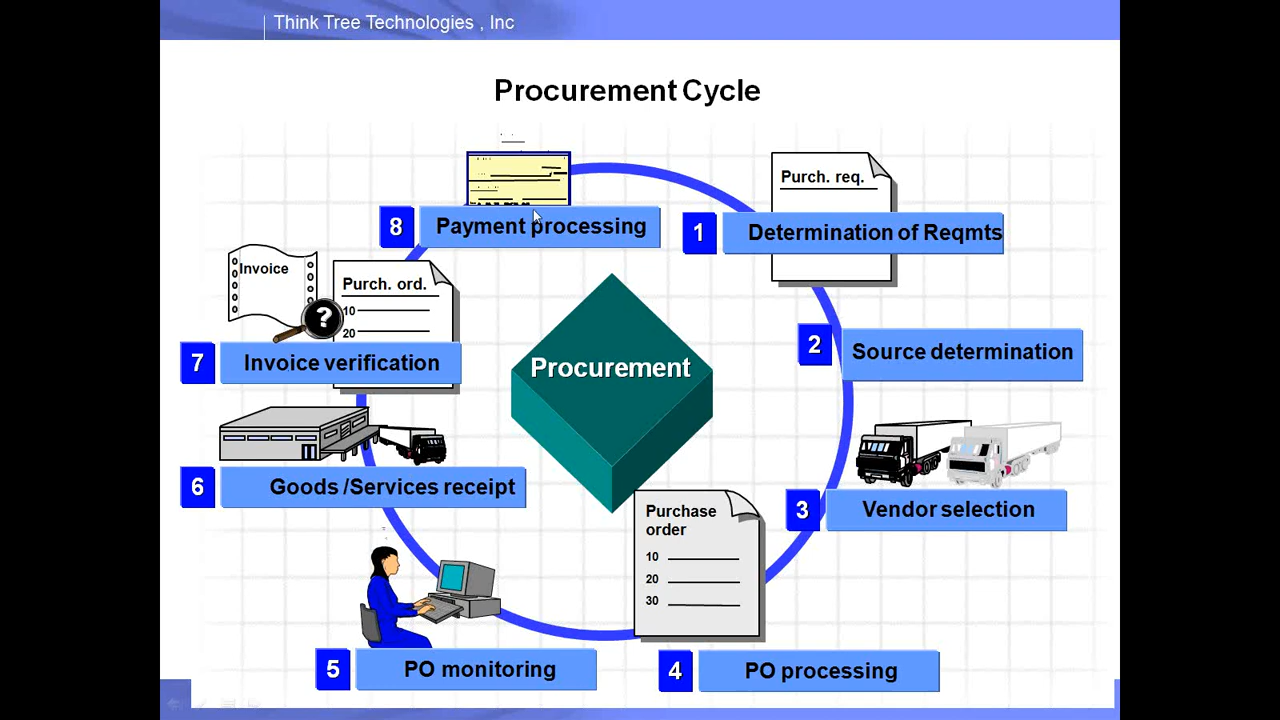 Think Tree Technologies , Inc
Procurement Cycle
Purch. req.
8
Payment processing
1
Determination of Reqmts
Invoice
?
Purch. ord.
10
20
7
Invoice verification
Procurement
2
Source determination
6
Goods /Services receipt
3
Vendor selection
Purchase
order
10
20
30
5
PO monitoring
4
PO processing